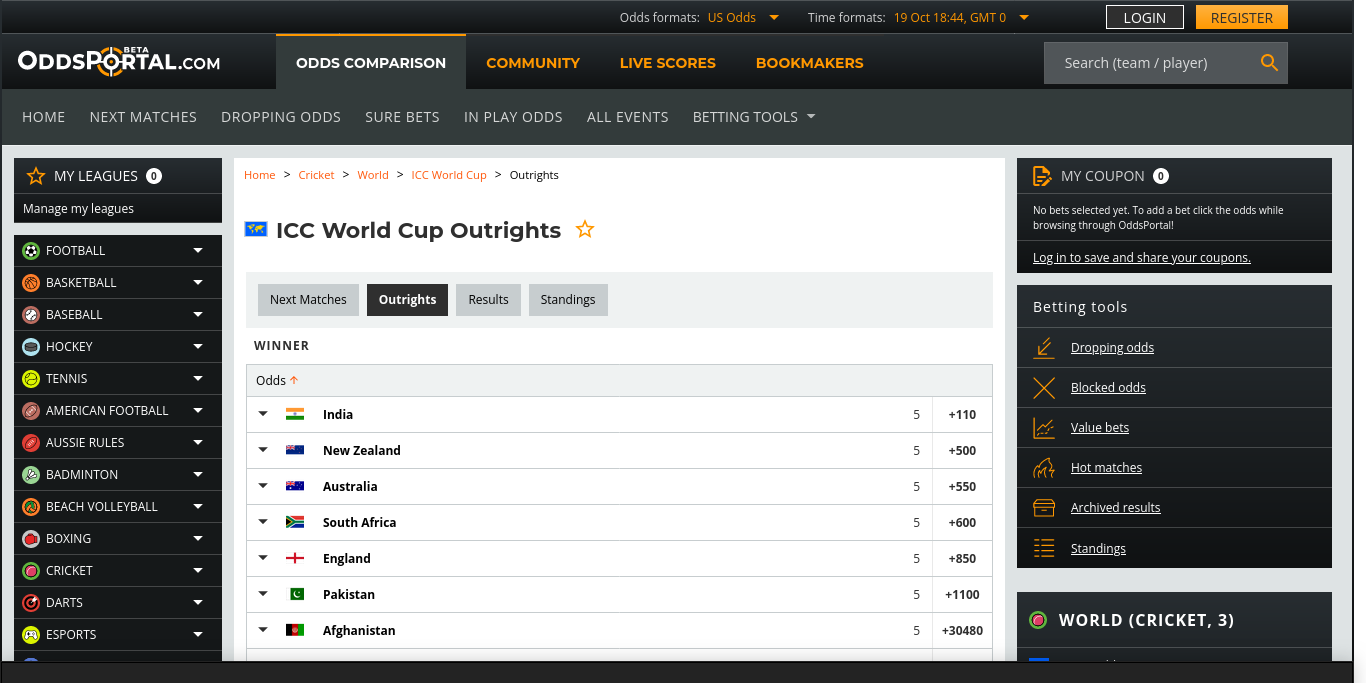 Odds formats: US Odds Time formats: 19 Oct 18:44, GMT 0 LOGIN REGISTER
ODDSPORTAL.COM BETA ODDS COMPARISON COMMUNITY LIVE SCORES BOOKMAKERS Search (team / player)
HOME NEXT MATCHES DROPPING ODDS SURE BETS IN PLAY ODDS ALL EVENTS BETTING TOOLS
MY LEAGUES 0
Manage my leagues
FOOTBALL
BASKETBALL
BASEBALL
HOCKEY
TENNIS
AMERICAN FOOTBALL
AUSSIE RULES
BADMINTON
BEACH VOLLEYBALL
BOXING
CRICKET
DARTS
ESPORTS
Home > Cricket > World > ICC World Cup > Outrights
ICC World Cup Outrights
Next Matches Outrights Results Standings
WINNER
Odds
India 5 +110
New Zealand 5 +500
Australia 5 +550
South Africa 5 +600
England 5 +850
Pakistan 5 +1100
Afghanistan 5 +30480
MY COUPON 0
No bets selected yet. To add a bet click the odds while
browsing through OddsPortal!
Log in to save and share your coupons.
Betting tools
Dropping odds
Blocked odds
Value bets
Hot matches
Archived results
Standings
WORLD (CRICKET, 3)